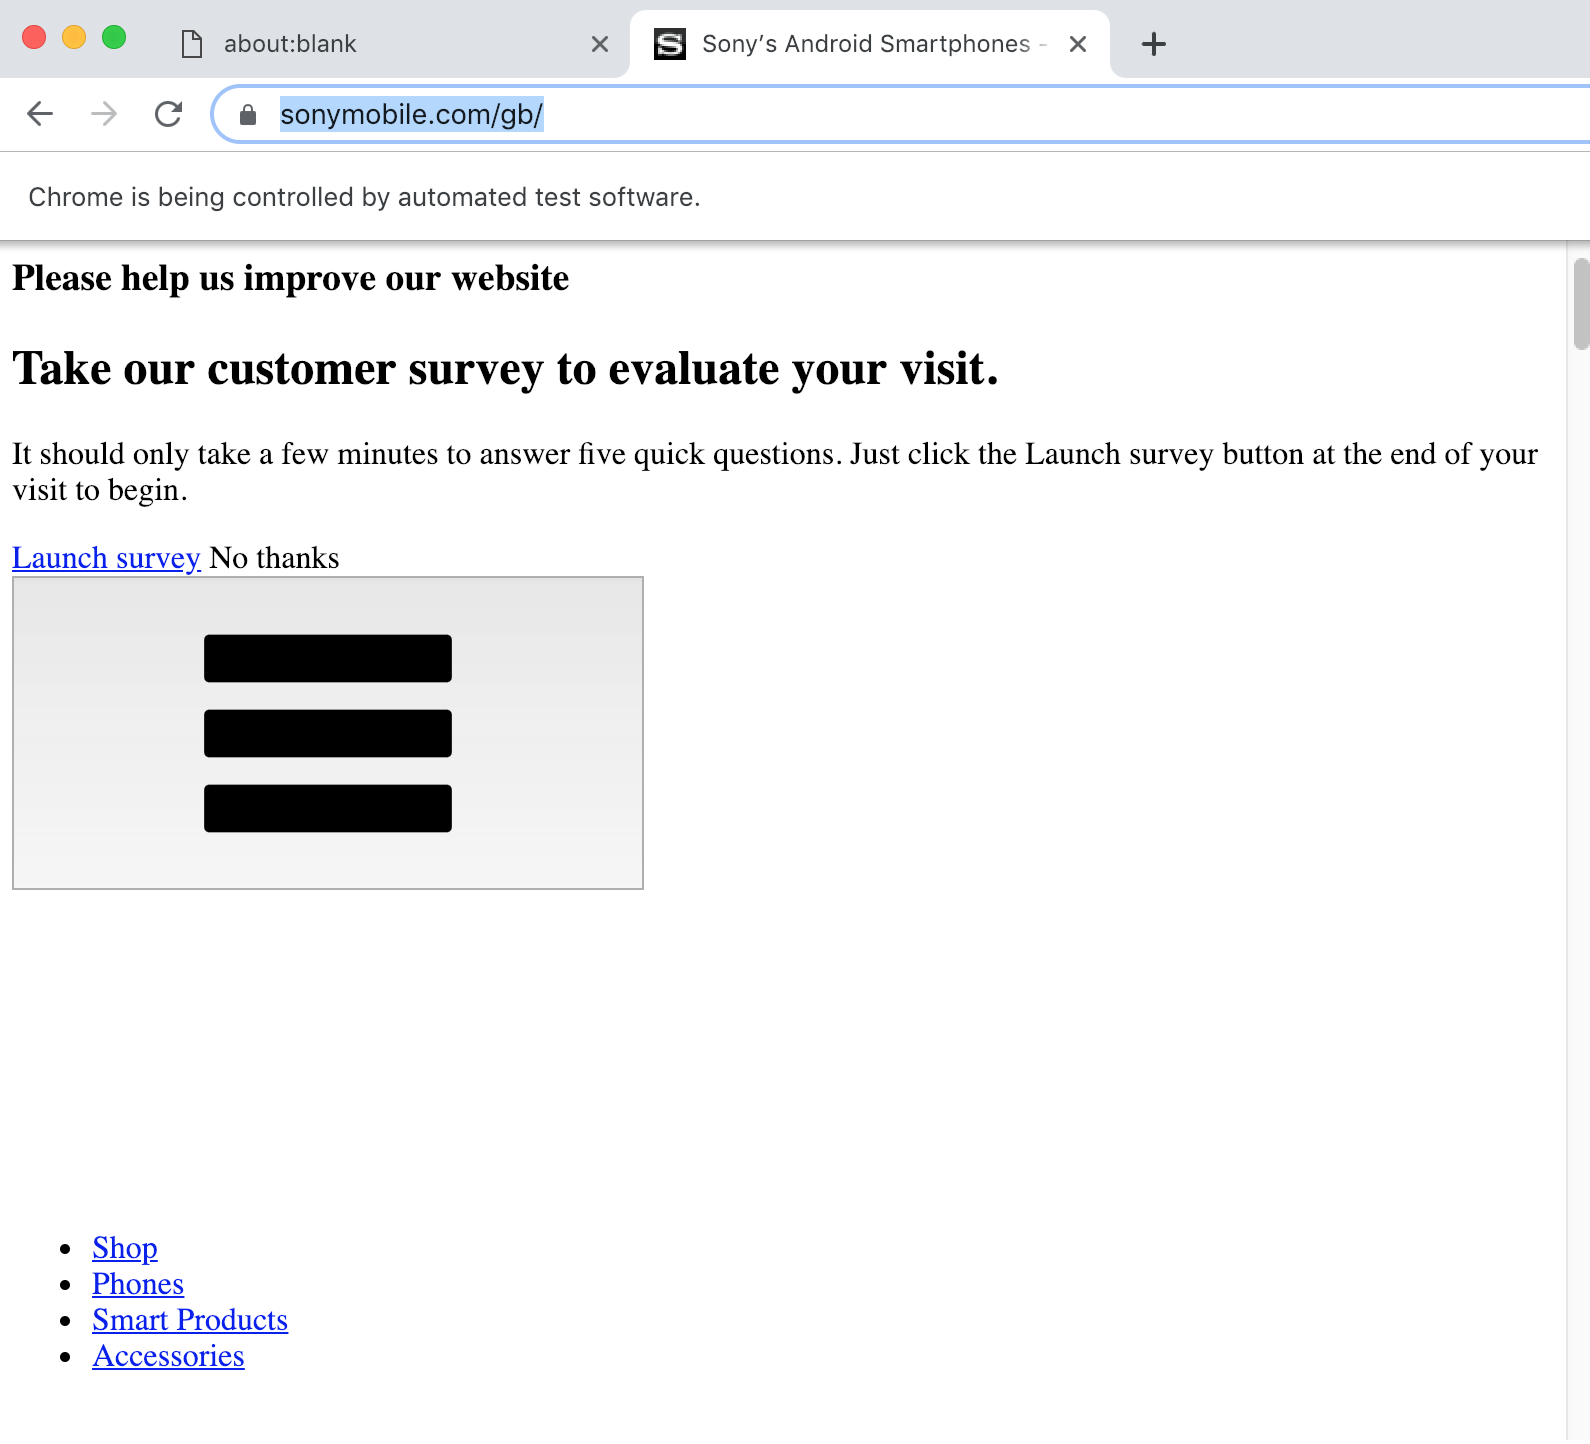 about:blank
Sony’s Android Smartphones -
sonymobile.com/gb/
Chrome is being controlled by automated test software.
Please help us improve our website
Take our customer survey to evaluate your visit.
It should only take a few minutes to answer five quick questions. Just click the Launch survey button at the end of your
visit to begin.
Launch survey No thanks
Shop
Phones
Smart Products
Accessories